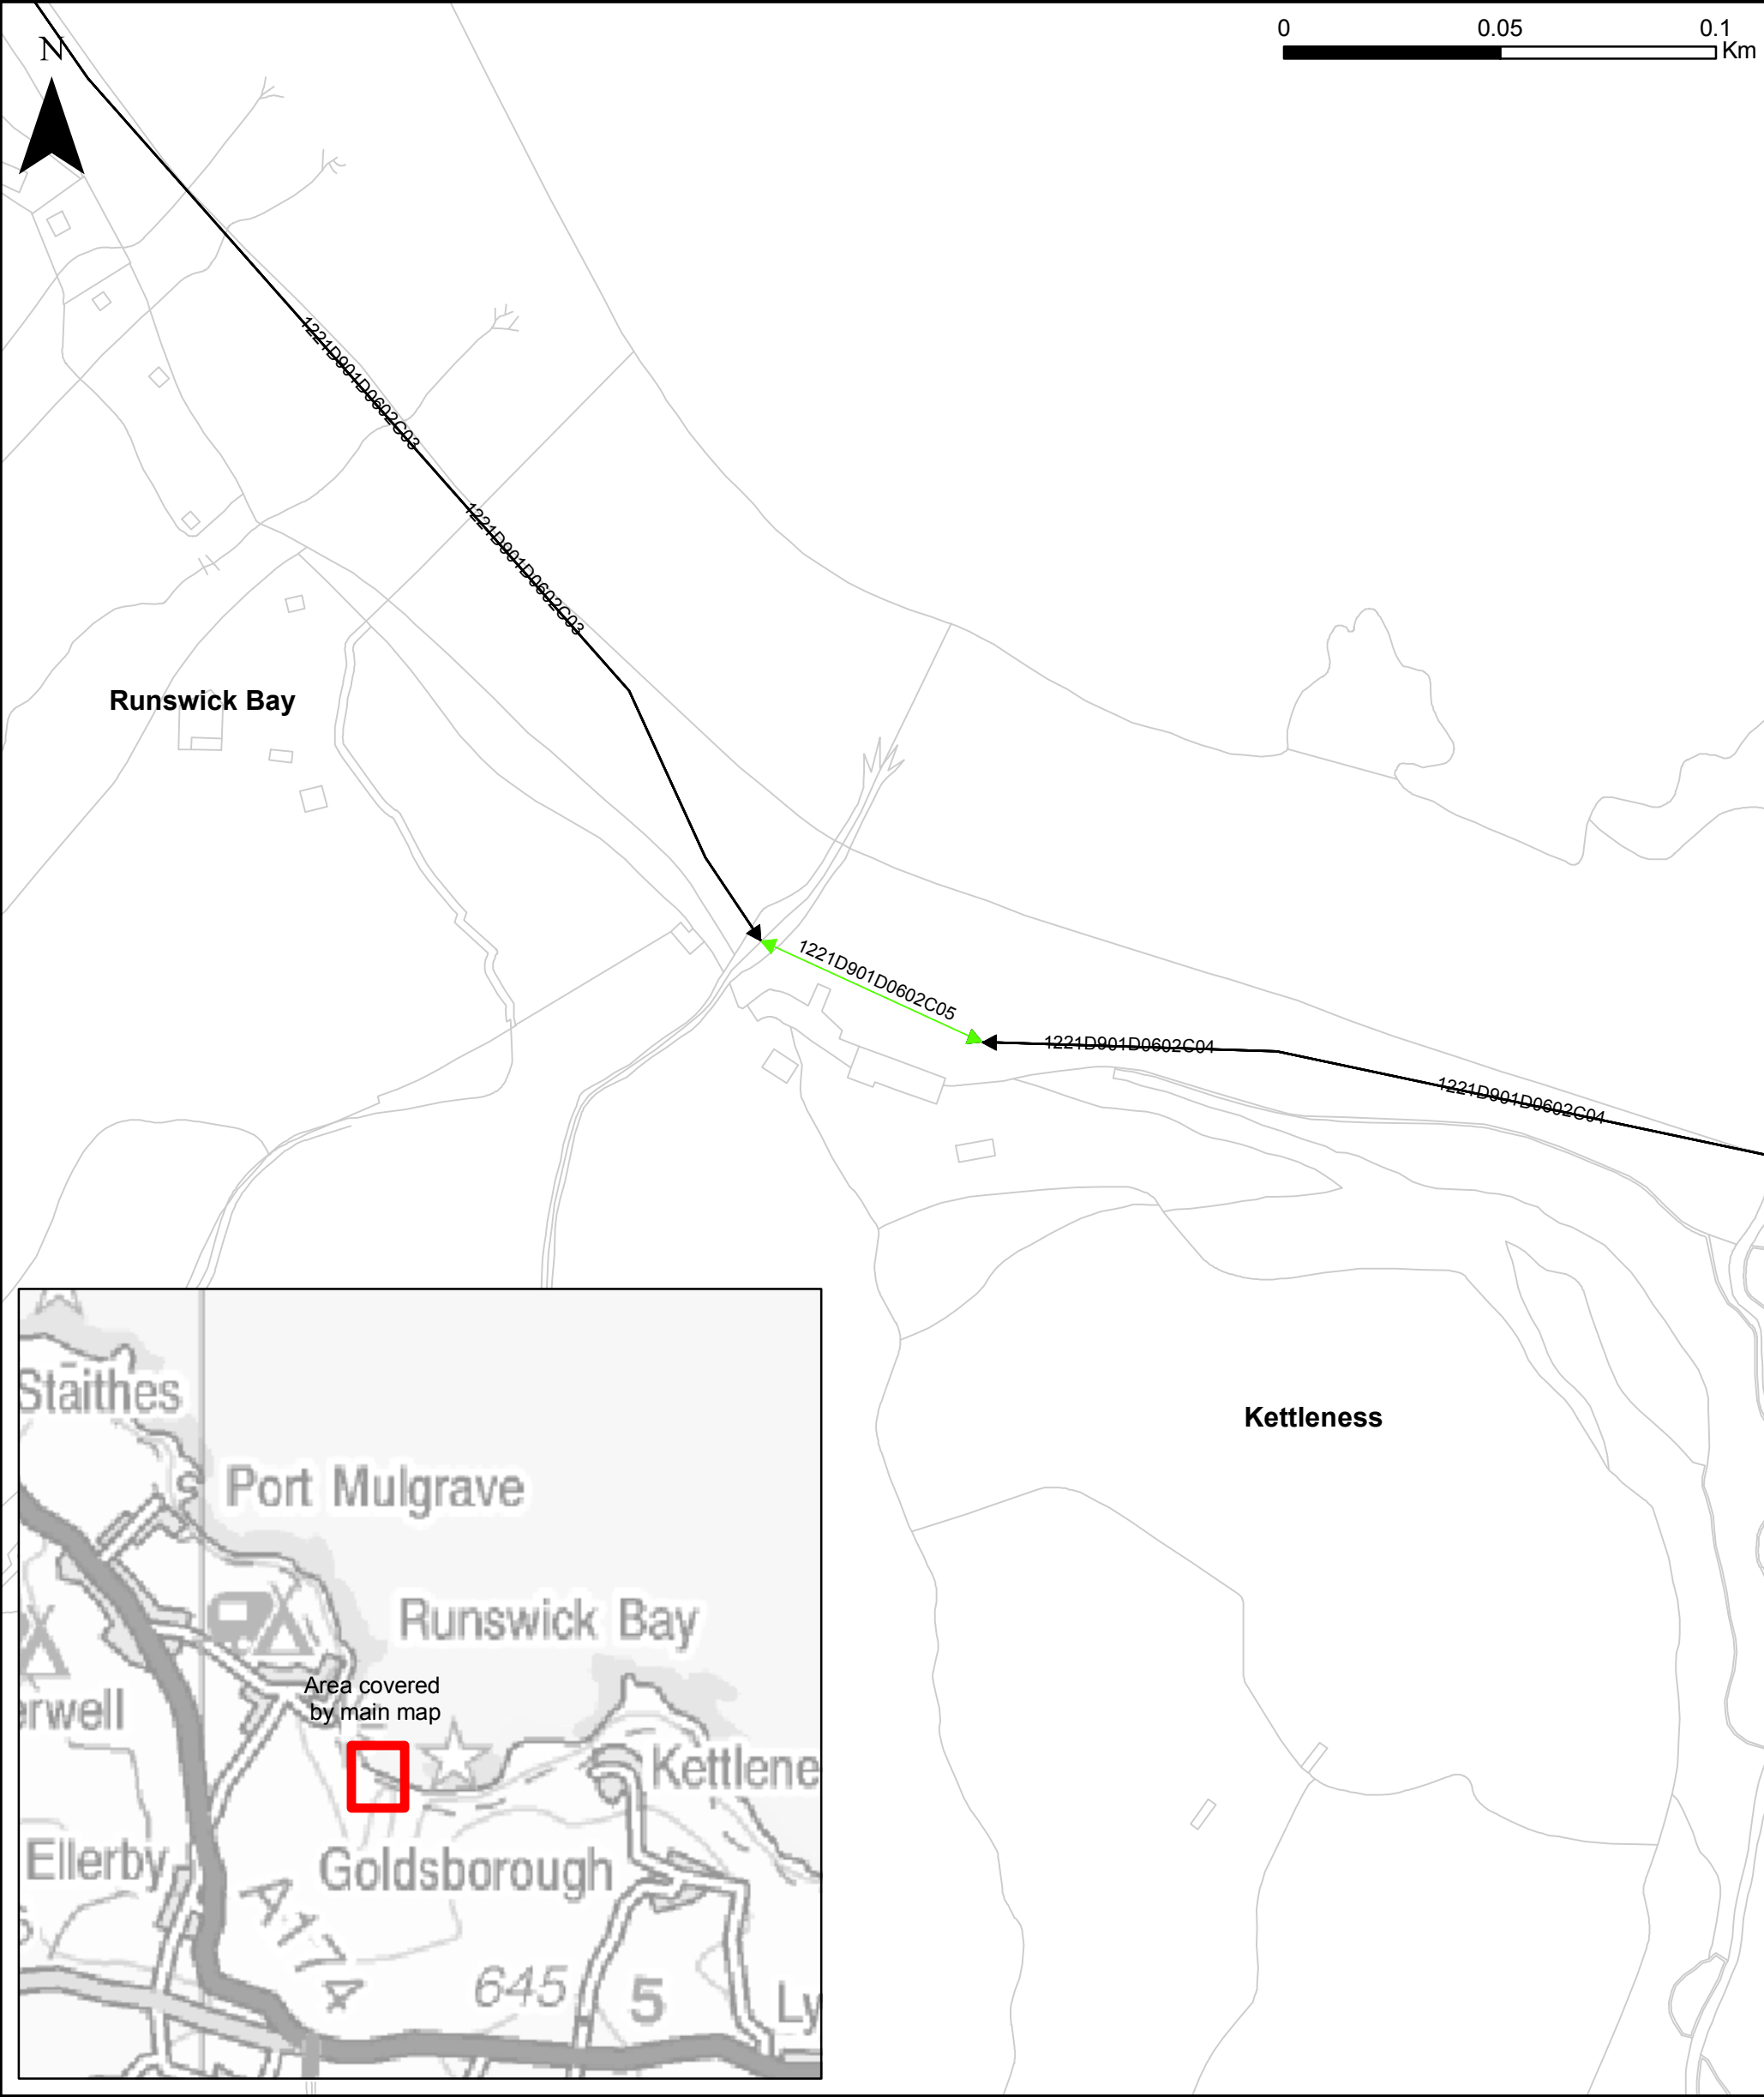 N
0 0.05 0.1
Km
1221D901D0602C03
1221D901D0602C03
Runswick Bay
1221D901D0602C05
1221D901D0602C04
1221D901D0602C04
Kettleness
Staithes
Port Mulgrave
Runswick Bay
Area covered
by main map
erwell
Kettlene
Ellerby
Goldsborough
A174
645
5
Ly